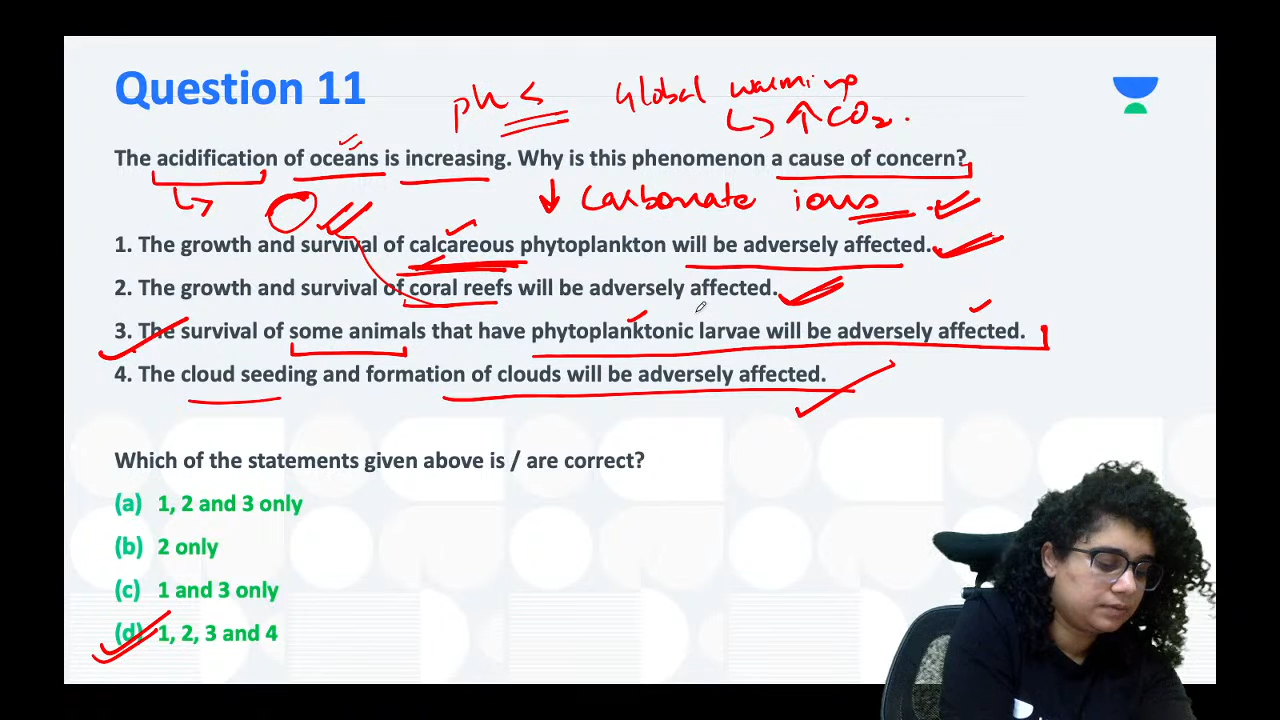 Question 11
ph <
Global warming
↳ ↑ CO2.
The acidification of oceans is increasing. Why is this phenomenon a cause of concern?
↓ Carbonate ions
1. The growth and survival of calcareous phytoplankton will be adversely affected.
2. The growth and survival of coral reefs will be adversely affected.
3. The survival of some animals that have phytoplanktonic larvae will be adversely affected.
4. The cloud seeding and formation of clouds will be adversely affected.
Which of the statements given above is / are correct?
(a) 1, 2 and 3 only
(b) 2 only
(c) 1 and 3 only
(d) 1, 2, 3 and 4